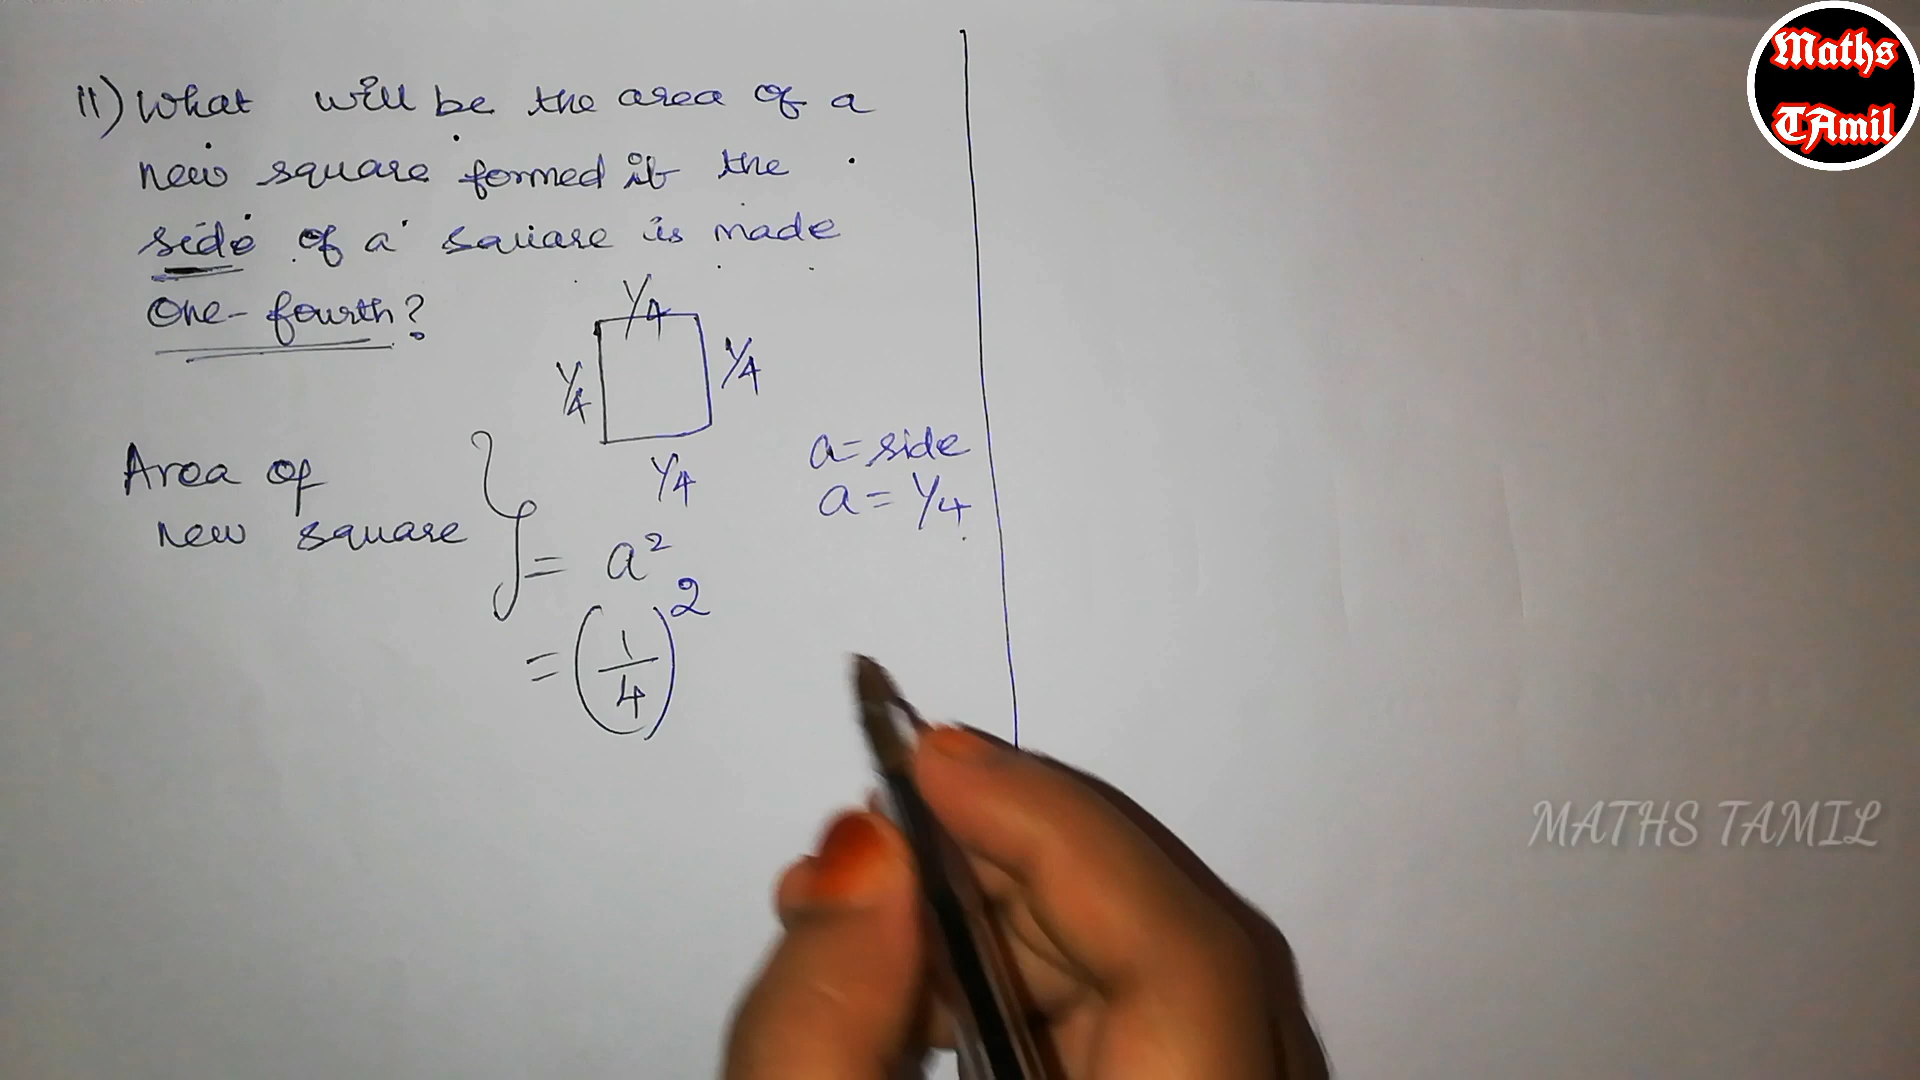 11) What will be the area of a
new square formed if the
side of a square is made
one-fourth?
1/4
1/4
1/4
1/4
a = side
a = 1/4
Area of
new square
= a²
= (1/4)²
Maths
TAmil
MATHS TAMIL